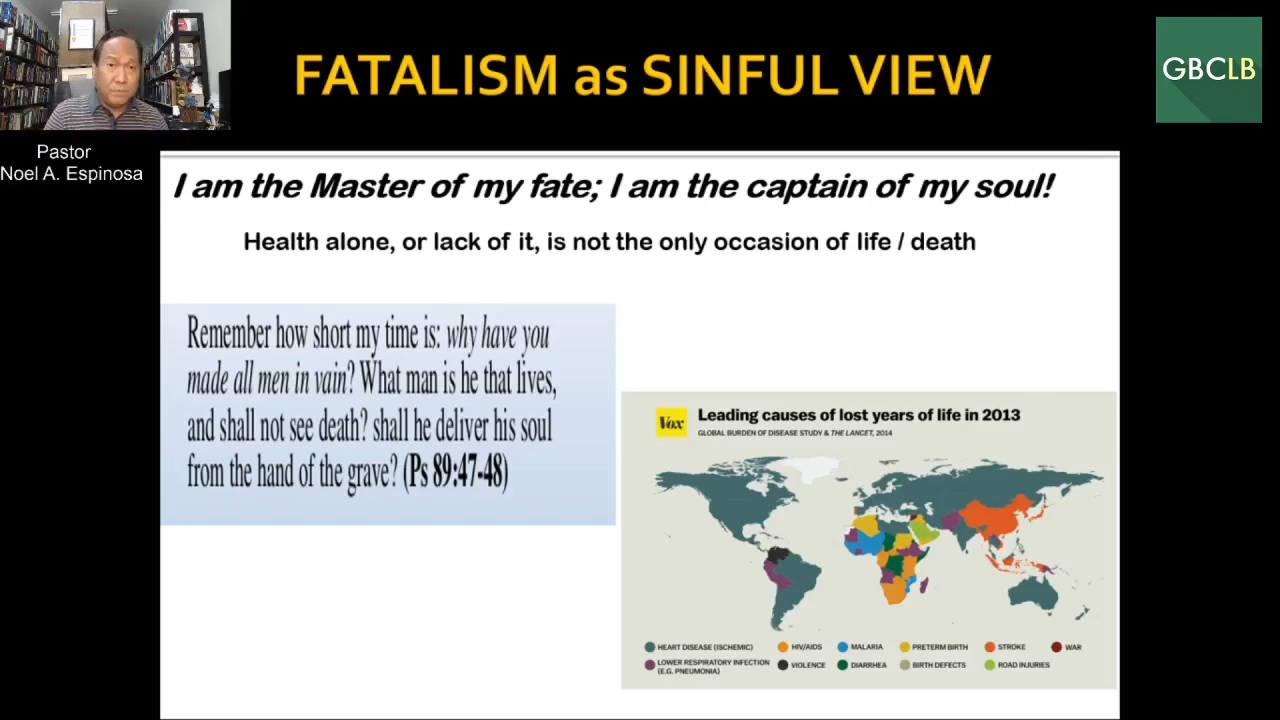 FATALISM as SINFUL VIEW
GBCLB
Pastor
Noel A. Espinosa
I am the Master of my fate; I am the captain of my soul!
Health alone, or lack of it, is not the only occasion of life / death
Remember how short my time is: why have you
made all men in vain? What man is he that lives,
and shall not see death? shall he deliver his soul
from the hand of the grave? (Ps 89:47-48)
Vox
Leading causes of lost years of life in 2013
GLOBAL BURDEN OF DISEASE STUDY & THE LANCET, 2014
HEART DISEASE (ISCHEMIC)
HIV/AIDS
MALARIA
PRETERM BIRTH
STROKE
WAR
LOWER RESPIRATORY INFECTION
(E.G. PNEUMONIA)
VIOLENCE
DIARRHEA
BIRTH DEFECTS
ROAD INJURIES